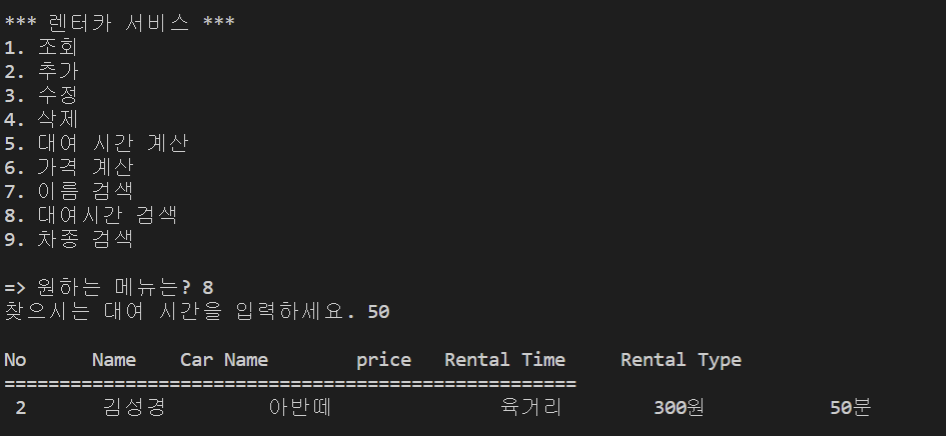 *** 렌터카 서비스 ***
1. 조회
2. 추가
3. 수정
4. 삭제
5. 대여 시간 계산
6. 가격 계산
7. 이름 검색
8. 대여시간 검색
9. 차종 검색
=> 원하는 메뉴는? 8
찾으시는 대여 시간을 입력하세요. 50
No Name Car Name price Rental Time Rental Type
====================================================
2 김성경 아반떼 육거리 300원 50분